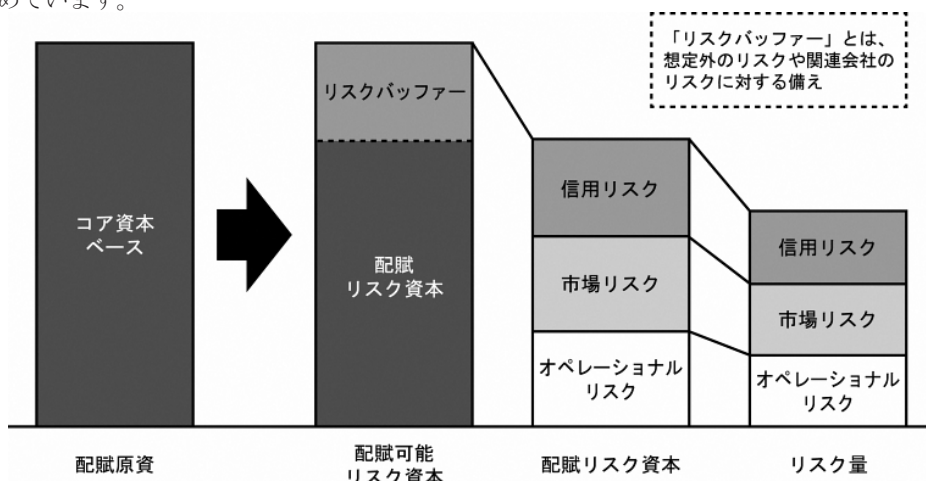 めています。
「リスクバッファー」とは、
想定外のリスクや関連会社の
リスクに対する備え
リスクバッファー
コア資本
ベース
配賦
リスク資本
信用リスク
市場リスク
オペレーショナル
リスク
信用リスク
市場リスク
オペレーショナル
リスク
配賦原資
配賦可能
リスク資本
配賦リスク資本
リスク量